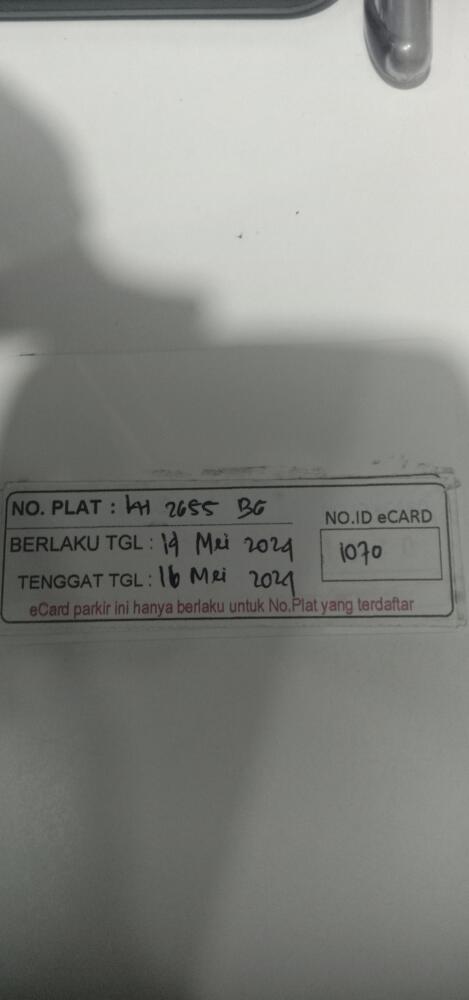 NO. PLAT : KH 2655 BG
NO.ID eCARD
BERLAKU TGL : 14 Mei 2024
1070
TENGGAT TGL : 16 Mei 2024
eCard parkir ini hanya berlaku untuk No.Plat yang terdaftar